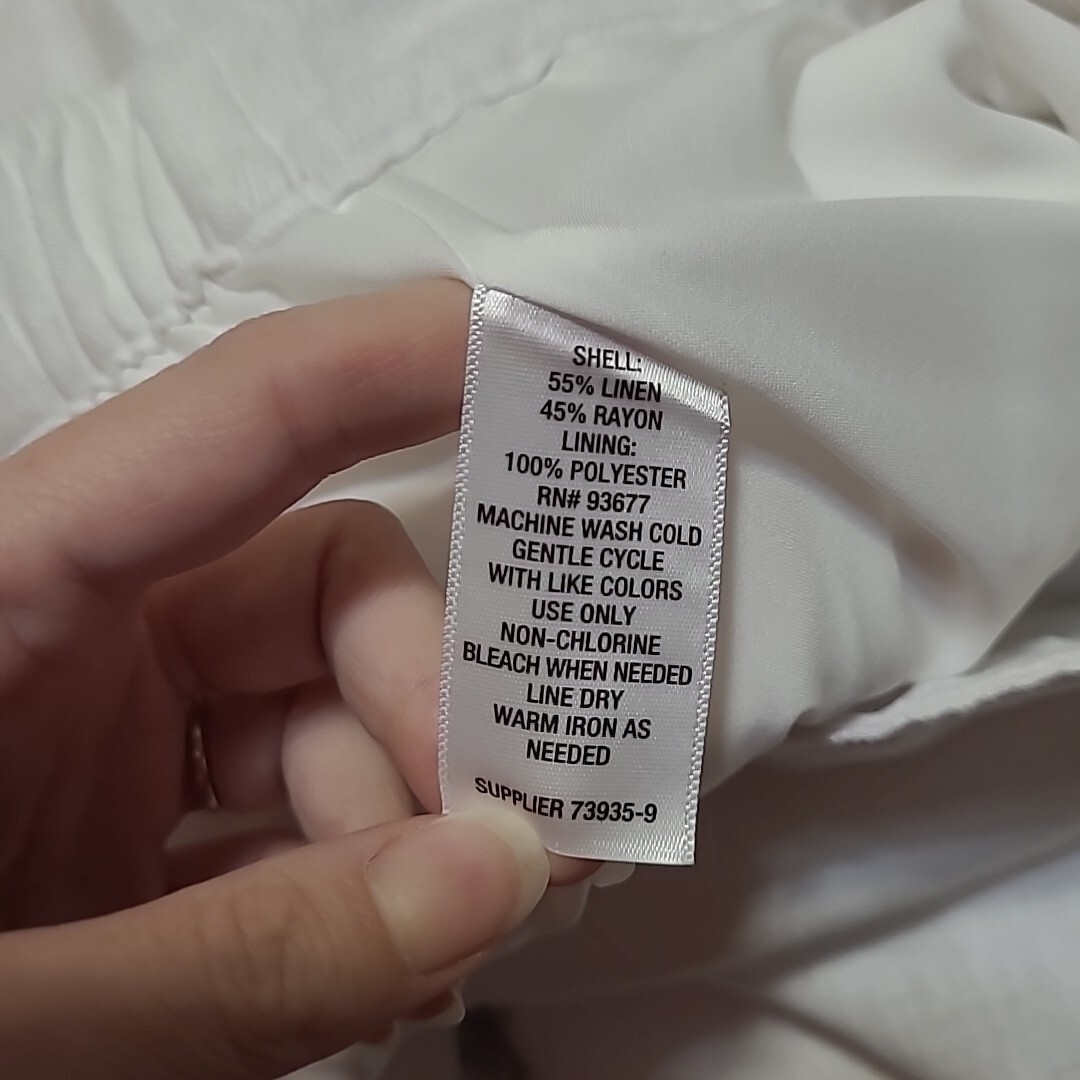 SHELL:
55% LINEN
45% RAYON
LINING:
100% POLYESTER
RN# 93677
MACHINE WASH COLD
GENTLE CYCLE
WITH LIKE COLORS
USE ONLY
NON-CHLORINE
BLEACH WHEN NEEDED
LINE DRY
WARM IRON AS
NEEDED
SUPPLIER 73935-9